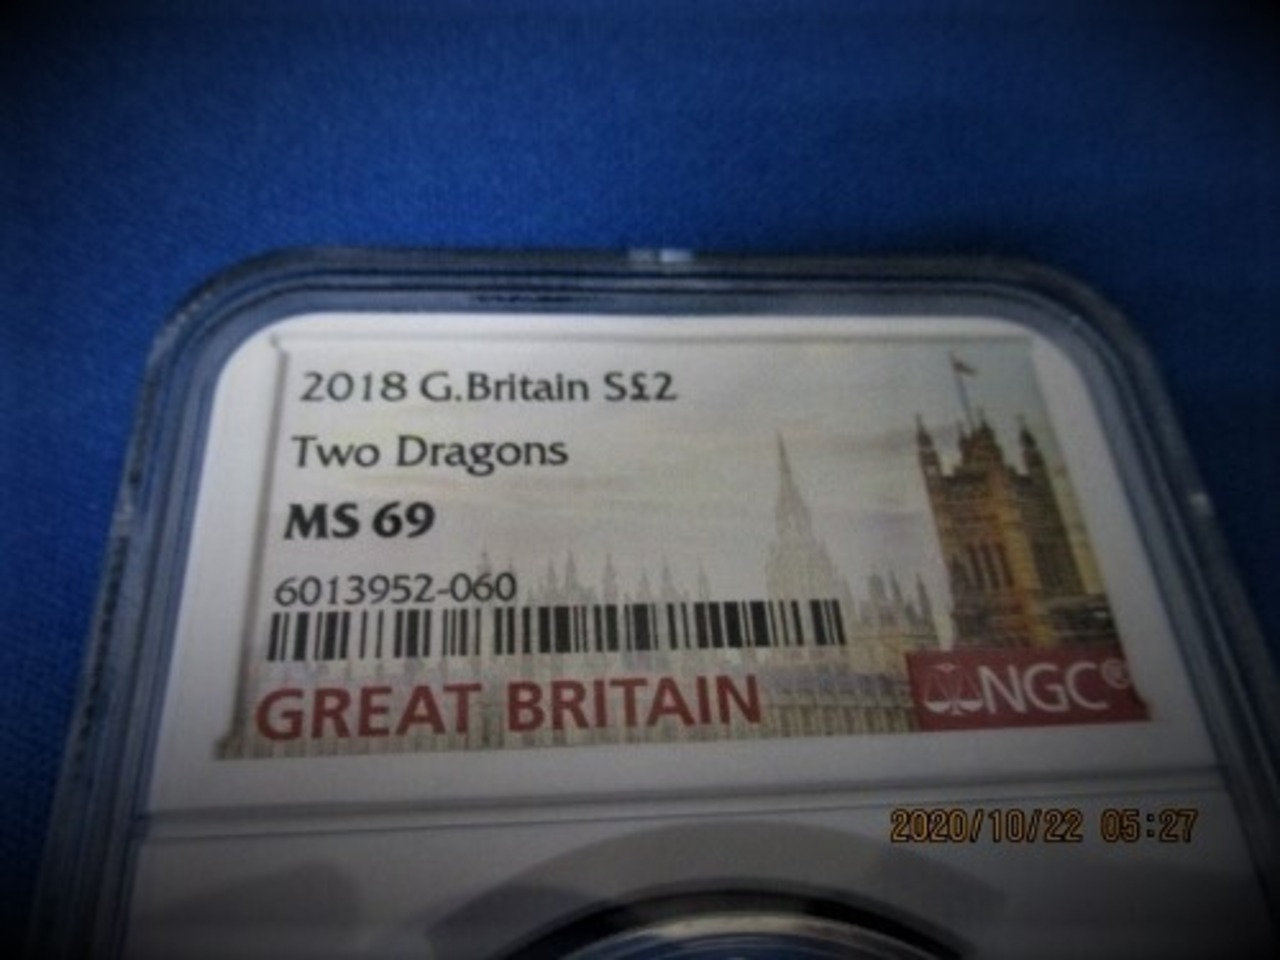 2018 G.Britain S£2
Two Dragons
MS 69
6013952-060
GREAT BRITAIN
NGC®
2020/10/22 05:27